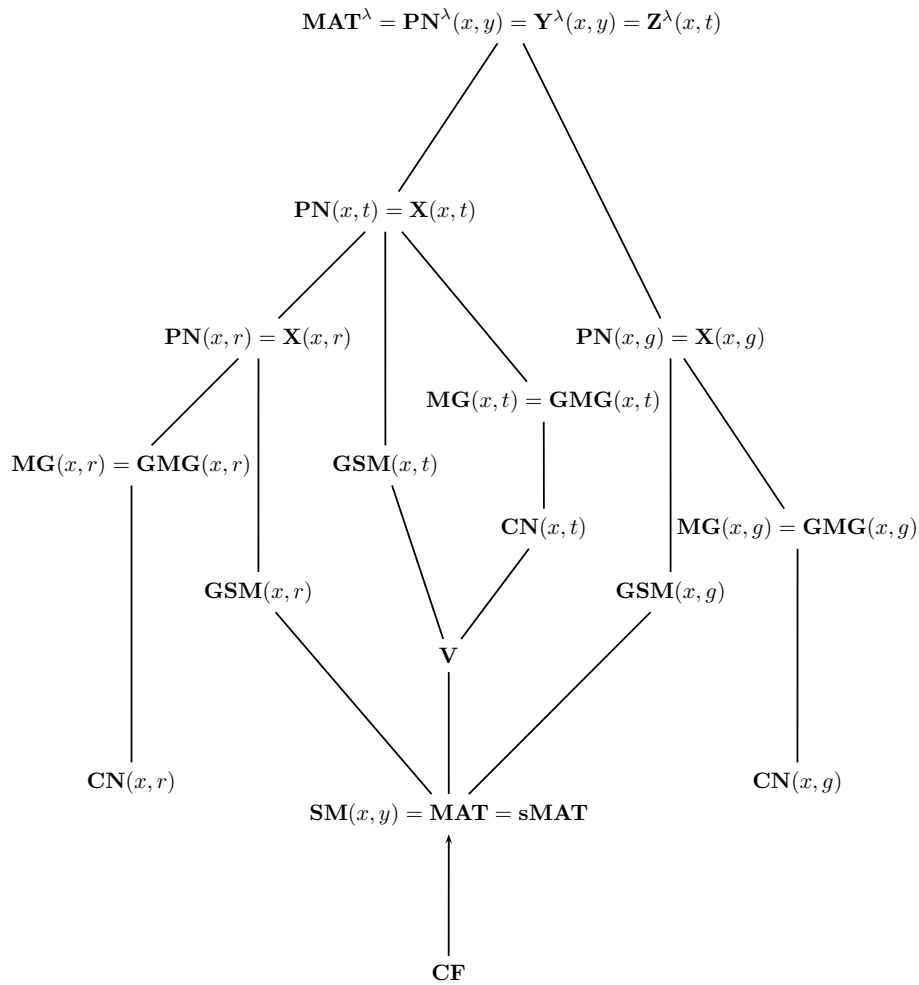 MAT^λ = PN^λ(x, y) = Y^λ(x, y) = Z^λ(x, t)
PN(x, t) = X(x, t)
PN(x, r) = X(x, r)
PN(x, g) = X(x, g)
MG(x, t) = GMG(x, t)
MG(x, r) = GMG(x, r)
GSM(x, t)
CN(x, t)
MG(x, g) = GMG(x, g)
GSM(x, r)
GSM(x, g)
V
CN(x, r)
CN(x, g)
SM(x, y) = MAT = sMAT
CF